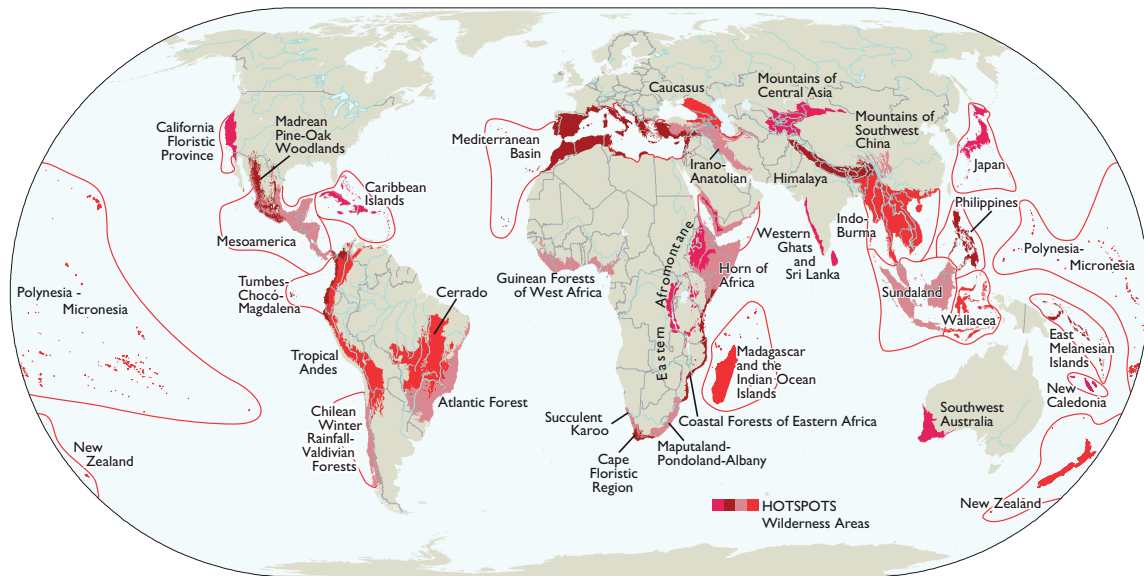 California
Floristic
Province
Madrean
Pine-Oak
Woodlands
Caribbean
Islands
Mesoamerica
Polynesia -
Micronesia
Tumbes-
Chocó-
Magdalena
Cerrado
Tropical
Andes
Atlantic Forest
Chilean
Winter
Rainfall-
Valdivian
Forests
New
Zealand
Mediterranean
Basin
Caucasus
Mountains of
Central Asia
Mountains of
Southwest
China
Irano-
Anatolian
Himalaya
Japan
Philippines
Indo-
Burma
Western
Ghats
and
Sri Lanka
Polynesia-
Micronesia
Guinean Forests
of West Africa
Eastern Afromontane
Horn of
Africa
Sundaland
Wallacea
East
Melanesian
Islands
Madagascar
and the
Indian Ocean
Islands
New
Caledonia
Southwest
Australia
Succulent
Karoo
Coastal Forests of Eastern Africa
Maputaland-
Pondoland-Albany
Cape
Floristic
Region
New Zealand
HOTSPOTS
Wilderness Areas